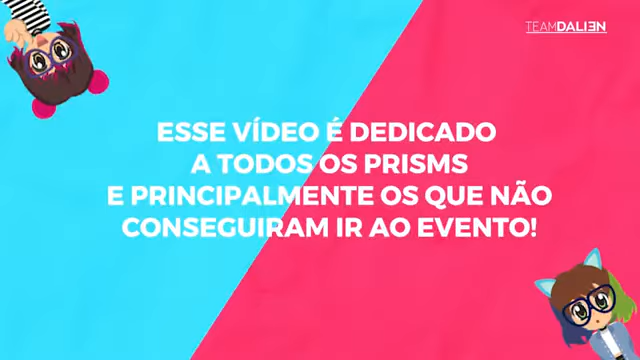 TEAMDALIEN
ESSE VÍDEO É DEDICADO
A TODOS OS PRISMS
E PRINCIPALMENTE OS QUE NÃO
CONSEGUIRAM IR AO EVENTO!